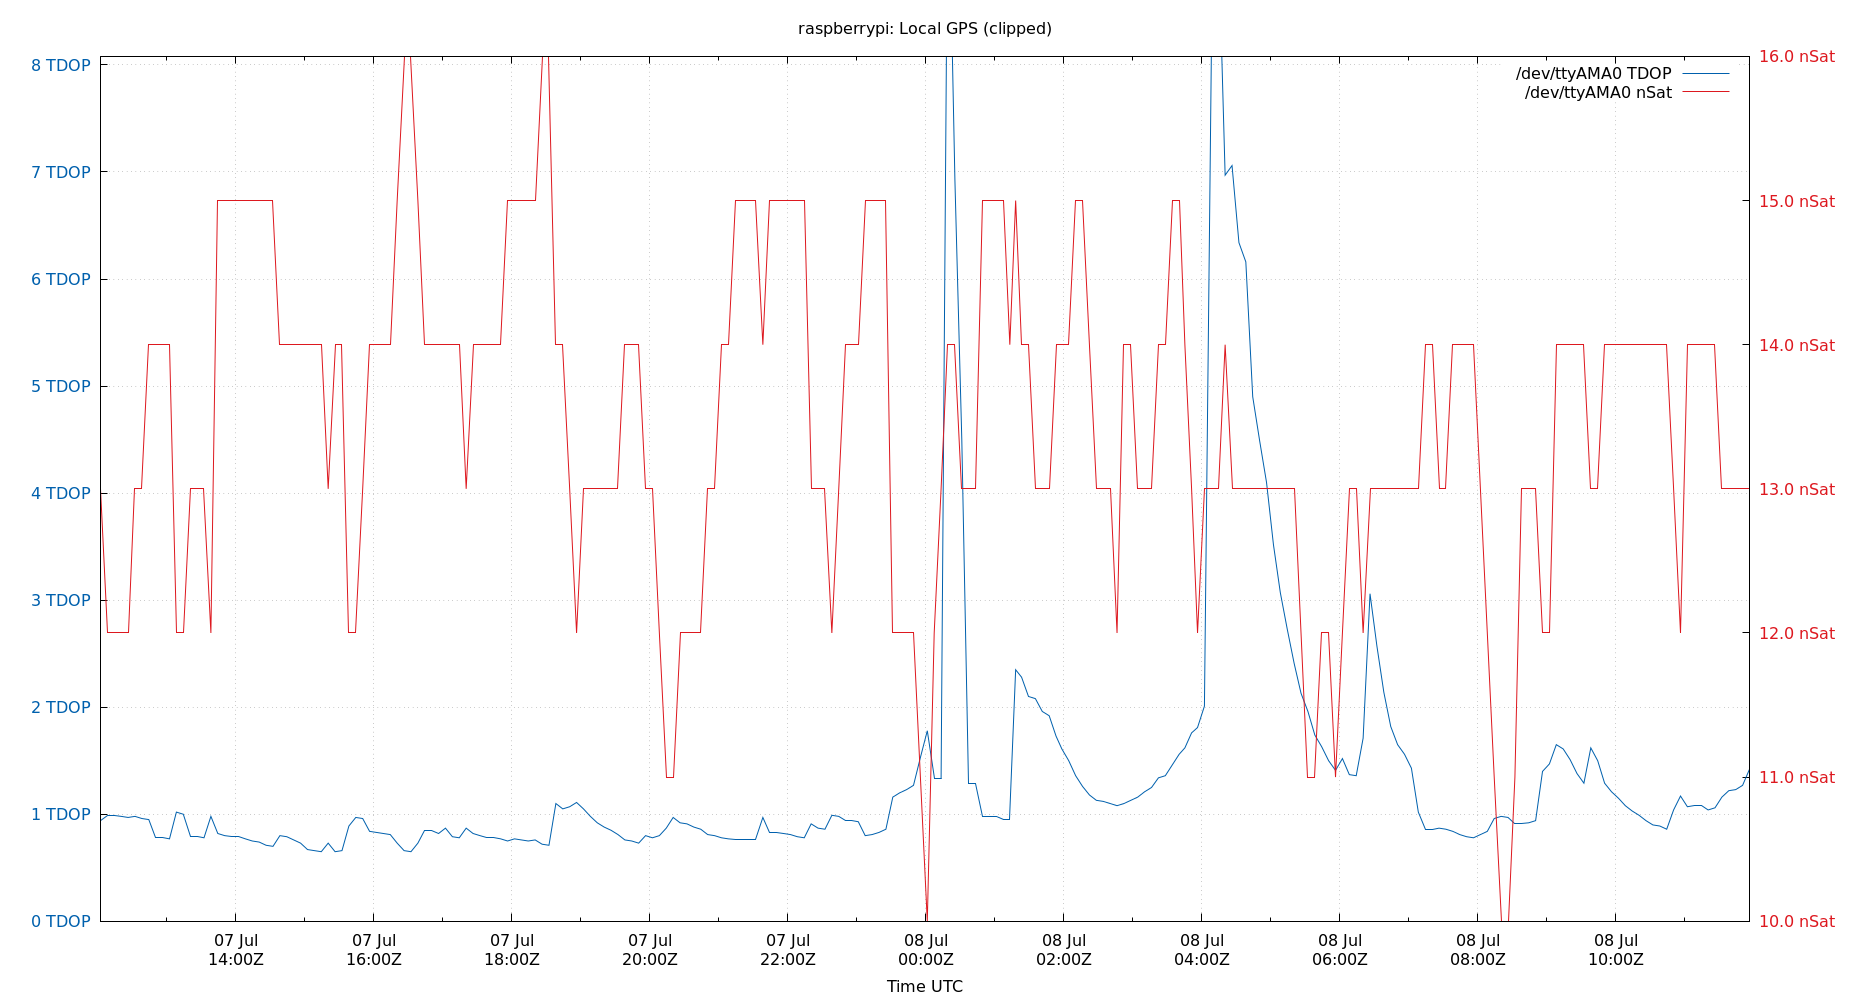 raspberrypi: Local GPS (clipped)
8 TDOP
7 TDOP
6 TDOP
5 TDOP
4 TDOP
3 TDOP
2 TDOP
1 TDOP
0 TDOP
/dev/ttyAMA0 TDOP
/dev/ttyAMA0 nSat
16.0 nSat
15.0 nSat
14.0 nSat
13.0 nSat
12.0 nSat
11.0 nSat
10.0 nSat
07 Jul
14:00Z
07 Jul
16:00Z
07 Jul
18:00Z
07 Jul
20:00Z
07 Jul
22:00Z
08 Jul
00:00Z
08 Jul
02:00Z
08 Jul
04:00Z
08 Jul
06:00Z
08 Jul
08:00Z
08 Jul
10:00Z
Time UTC